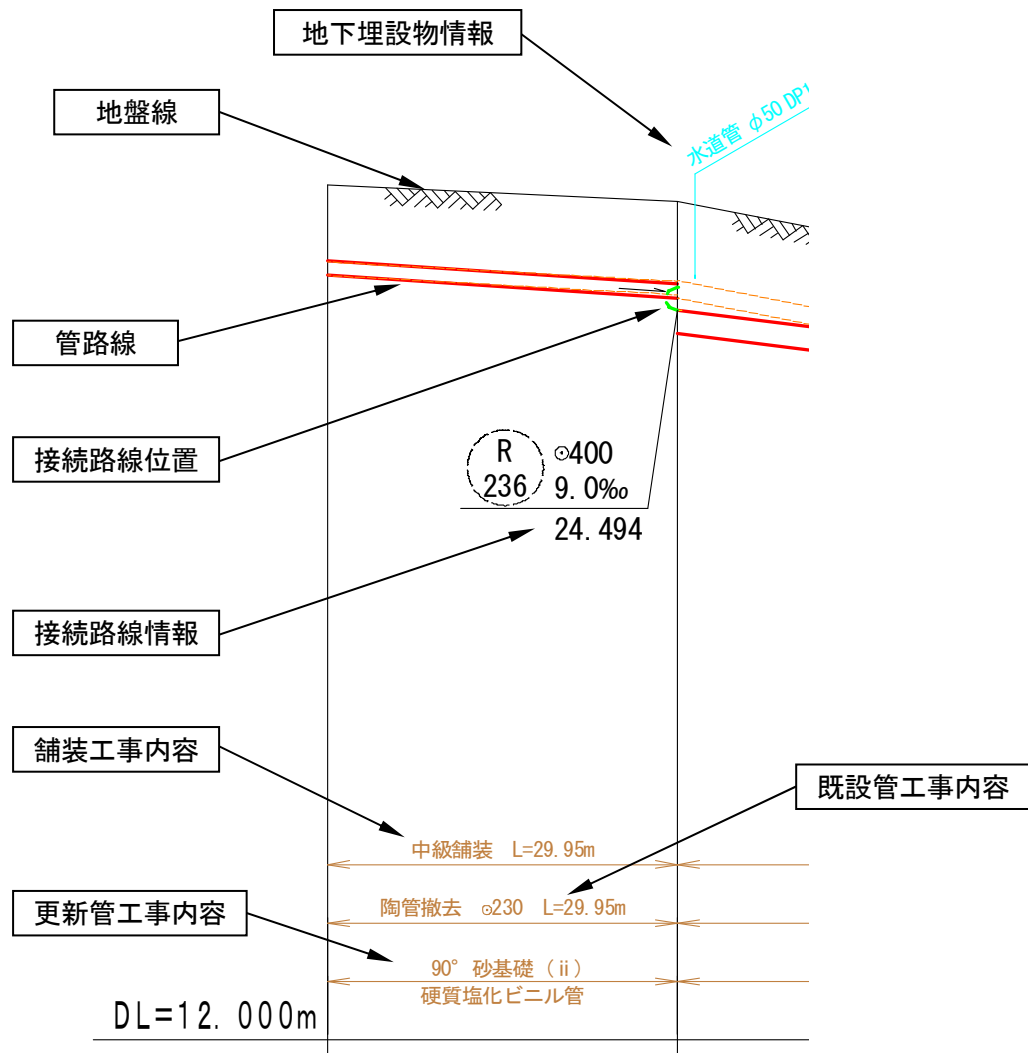 地下埋設物情報
地盤線
水道管 φ50 DP
管路線
接続路線位置
R
236
⊙400
9.0‰
24.494
接続路線情報
舗装工事内容
既設管工事内容
中級舗装 L=29.95m
陶管撤去 ⊙230 L=29.95m
更新管工事内容
90° 砂基礎(ⅱ)
硬質塩化ビニル管
DL=12.000m